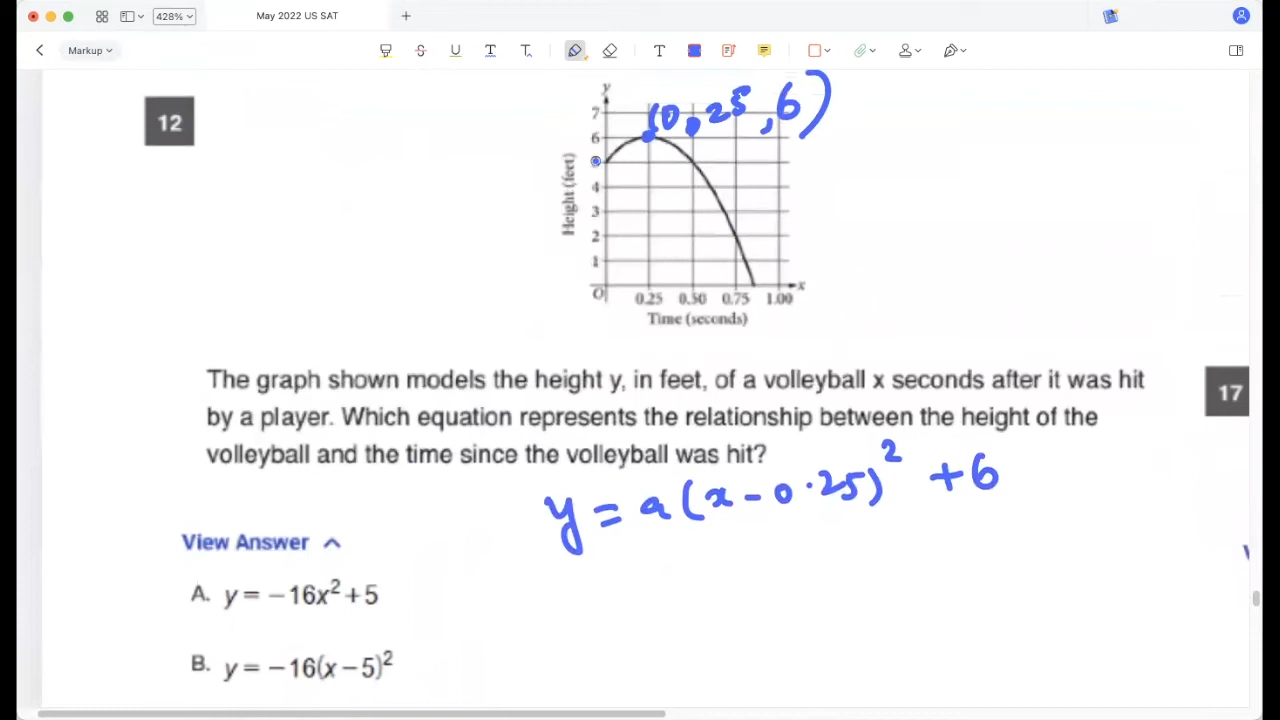 428%
May 2022 US SAT
Markup
12
y
(0.25, 6)
7
6
4
3
2
1
Height (feet)
O
0.25 0.50 0.75 1.00
x
Time (seconds)
The graph shown models the height y, in feet, of a volleyball x seconds after it was hit
by a player. Which equation represents the relationship between the height of the
volleyball and the time since the volleyball was hit?
17
y = a(x - 0.25)² + 6
View Answer
A. y = −16x² + 5
B. y = −16(x − 5)²